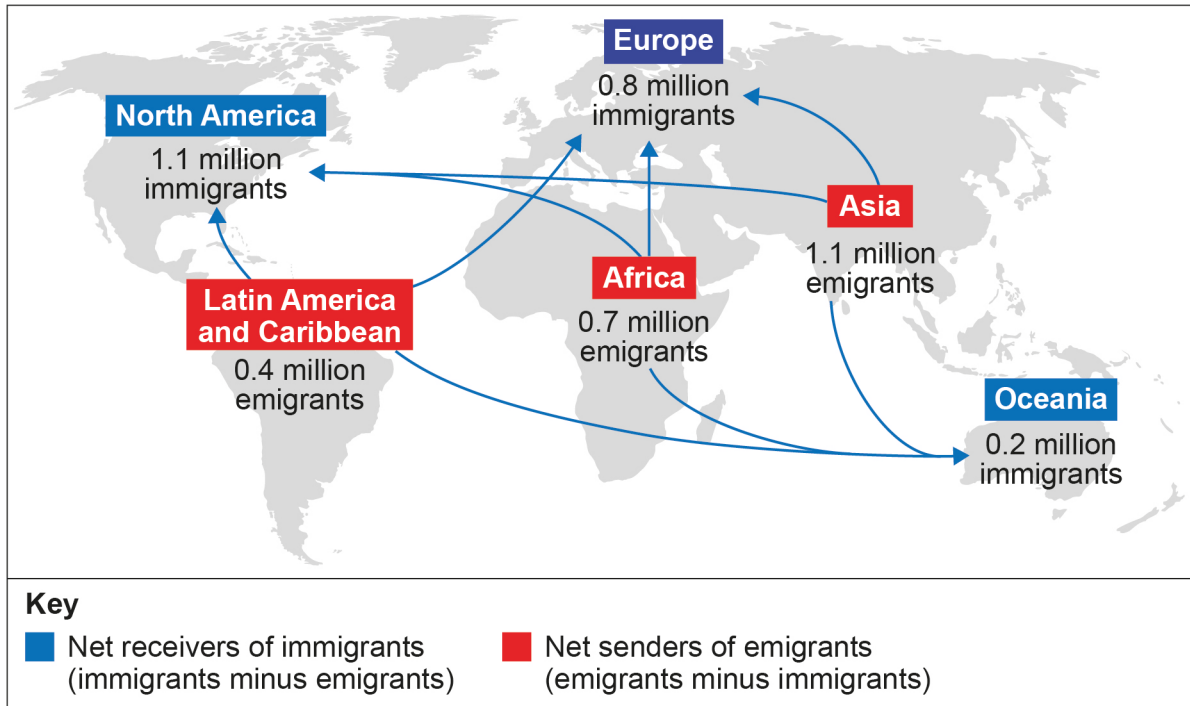 Europe
0.8 million
immigrants
North America
1.1 million
immigrants
Asia
1.1 million
emigrants
Africa
0.7 million
emigrants
Latin America
and Caribbean
0.4 million
emigrants
Oceania
0.2 million
immigrants
Key
Net receivers of immigrants
(immigrants minus emigrants)
Net senders of emigrants
(emigrants minus immigrants)